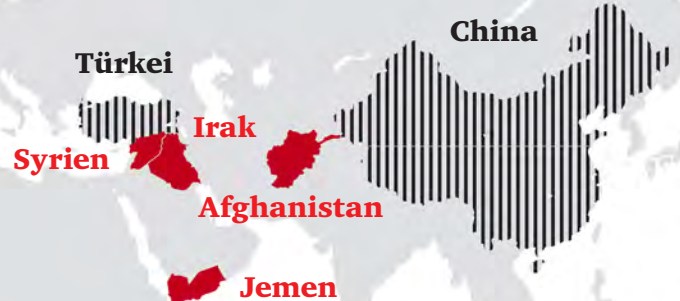 China
Türkei
Irak
Syrien
Afghanistan
Jemen